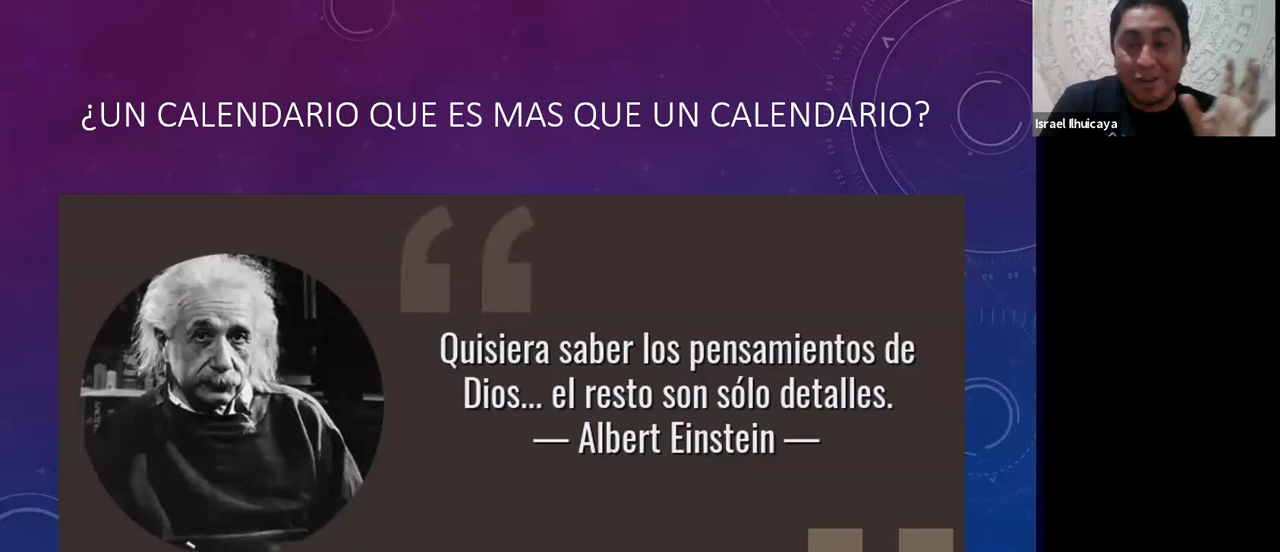 ¿UN CALENDARIO QUE ES MAS QUE UN CALENDARIO?
Israel Ilhuicaya
Quisiera saber los pensamientos de
Dios... el resto son sólo detalles.
— Albert Einstein —